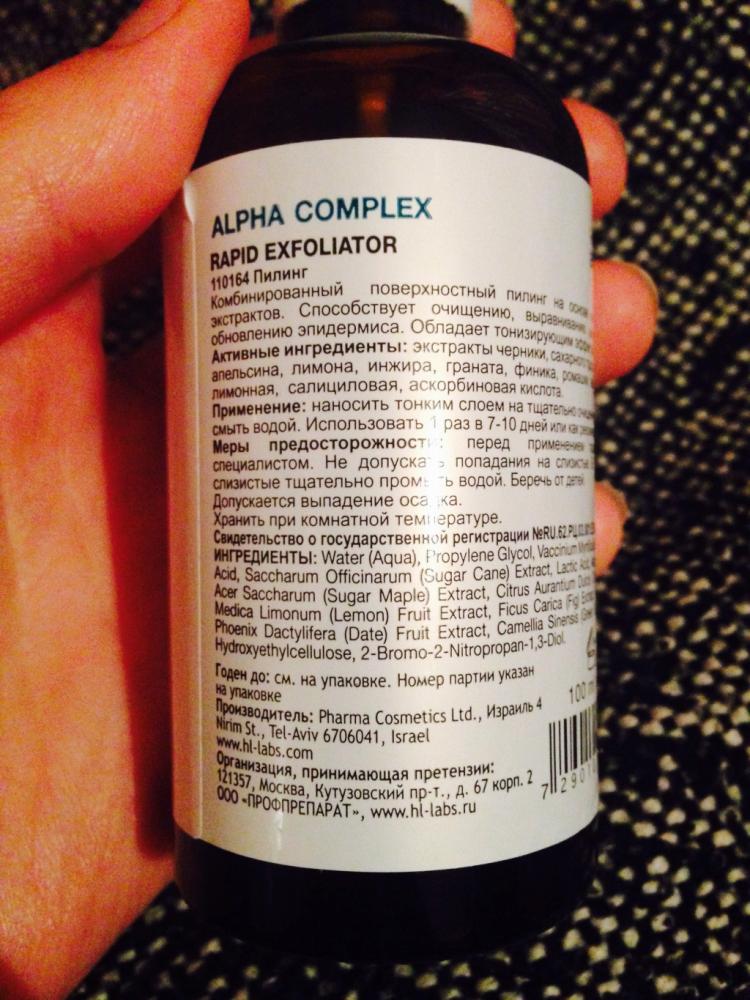 ALPHA COMPLEX
RAPID EXFOLIATOR
110164 Пилинг
Комбинированный поверхностный пилинг на основе
экстрактов. Способствует очищению, выравниванию
обновлению эпидермиса. Обладает тонизирующим
Активные ингредиенты: экстракты черники, сахарного
апельсина, лимона, инжира, граната, финика,
лимонная, салициловая, аскорбиновая кислота.
Применение: наносить тонким слоем на тщательно
смыть водой. Использовать 1 раз в 7-10 дней или как
Меры предосторожности: перед применением
специалистом. Не допускать попадания на
слизистые тщательно промыть водой. Беречь от детей
Допускается выпадение осадка.
Хранить при комнатной температуре.
Свидетельство о государственной регистрации
ИНГРЕДИЕНТЫ: Water (Aqua), Propylene Glycol, Vaccinium
Acid, Saccharum Officinarum (Sugar Cane) Extract, Lactic Acid,
Acer Saccharum (Sugar Maple) Extract, Citrus Aurantium
Medica Limonum (Lemon) Fruit Extract, Ficus Carica (Fig)
Phoenix Dactylifera (Date) Fruit Extract, Camellia Sinensis
Hydroxyethylcellulose, 2-Bromo-2-Nitropropan-1,3-Diol.
Годен до: см. на упаковке. Номер партии указан
на упаковке
Производитель: Pharma Cosmetics Ltd., Израиль 4
Nirim St., Tel-Aviv 6706041, Israel
www.hl-labs.com
Организация, принимающая претензии:
121357, Москва, Кутузовский пр-т., д. 67 корп. 2
ООО «ПРОФПРЕПАРАТ», www.hl-labs.ru
100
7 2901